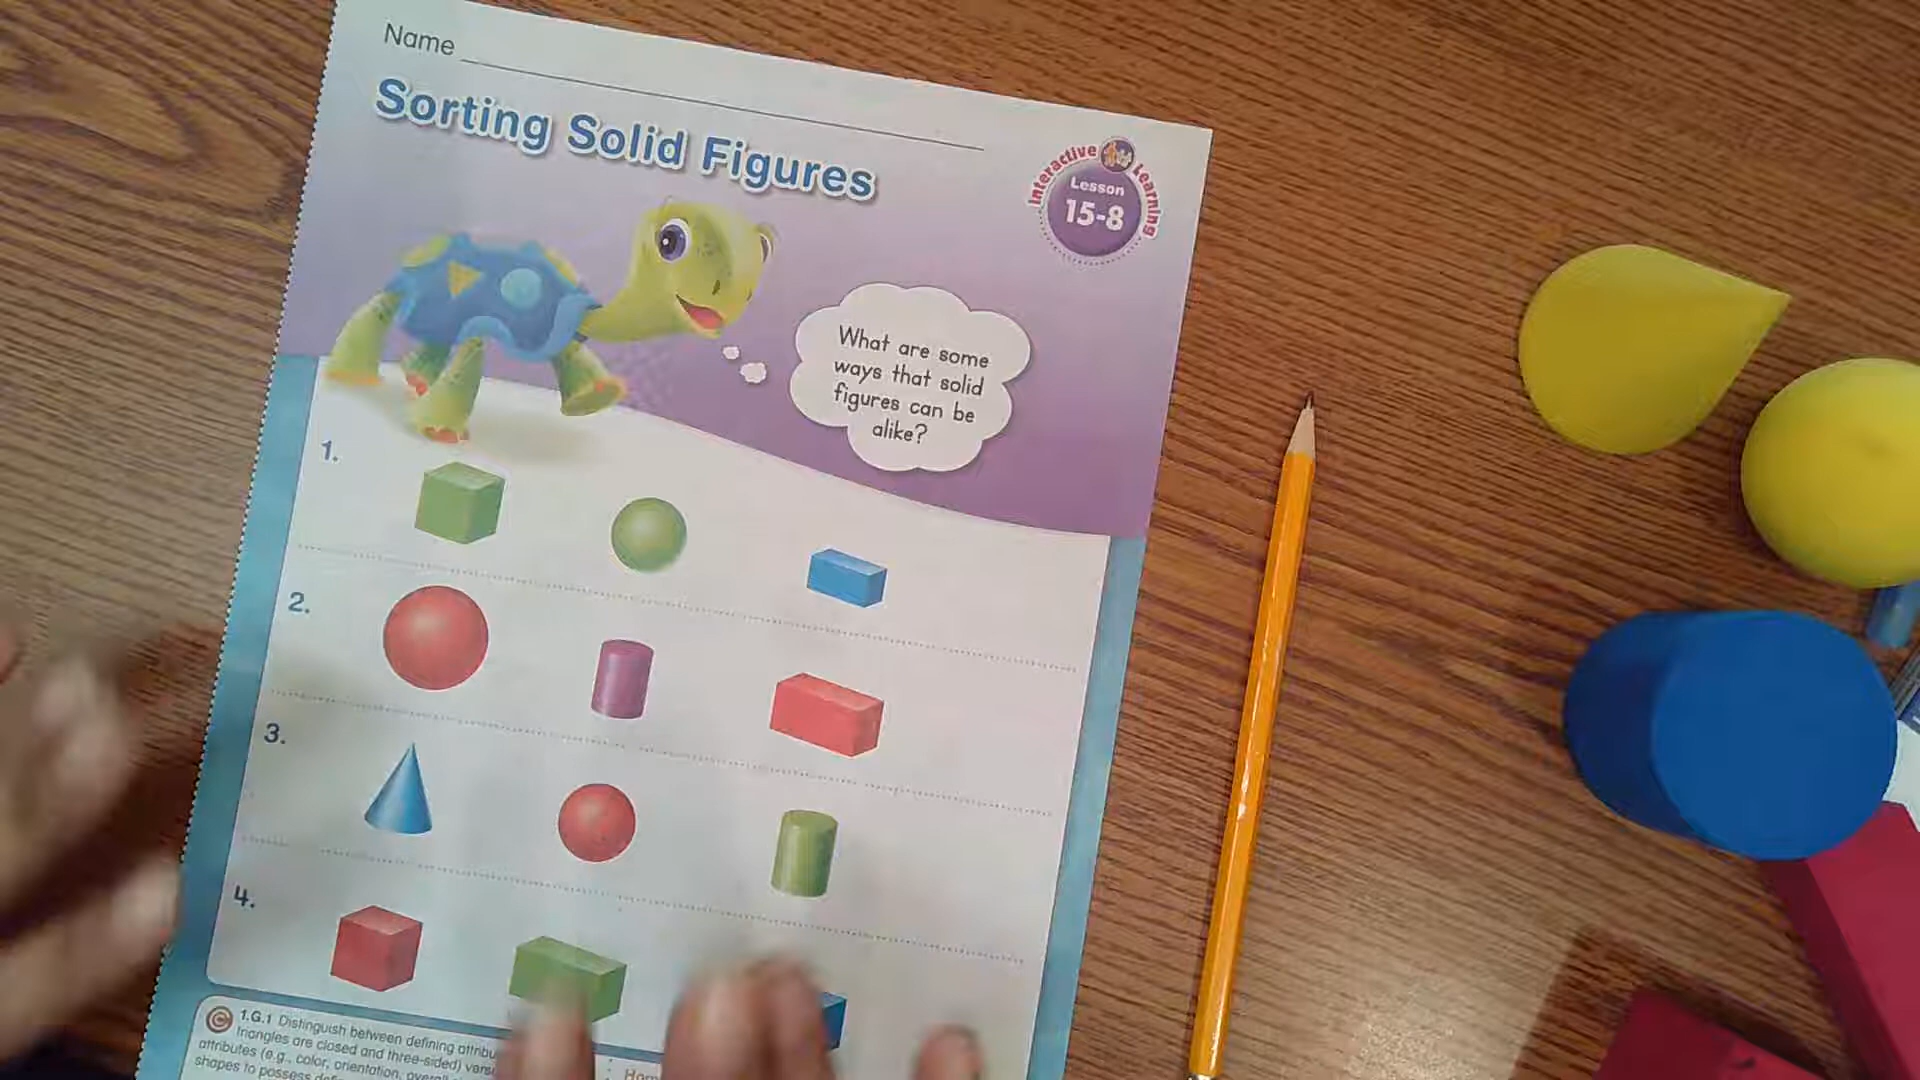 Name
Sorting Solid Figures
Interactive Learning
Lesson
15-8
What are some
ways that solid
figures can be
alike?
1.
2.
3.
4.
1.G.1 Distinguish between defining
triangles are closed and three-sided)
attributes (e.g., color, orientation,
shapes to possess